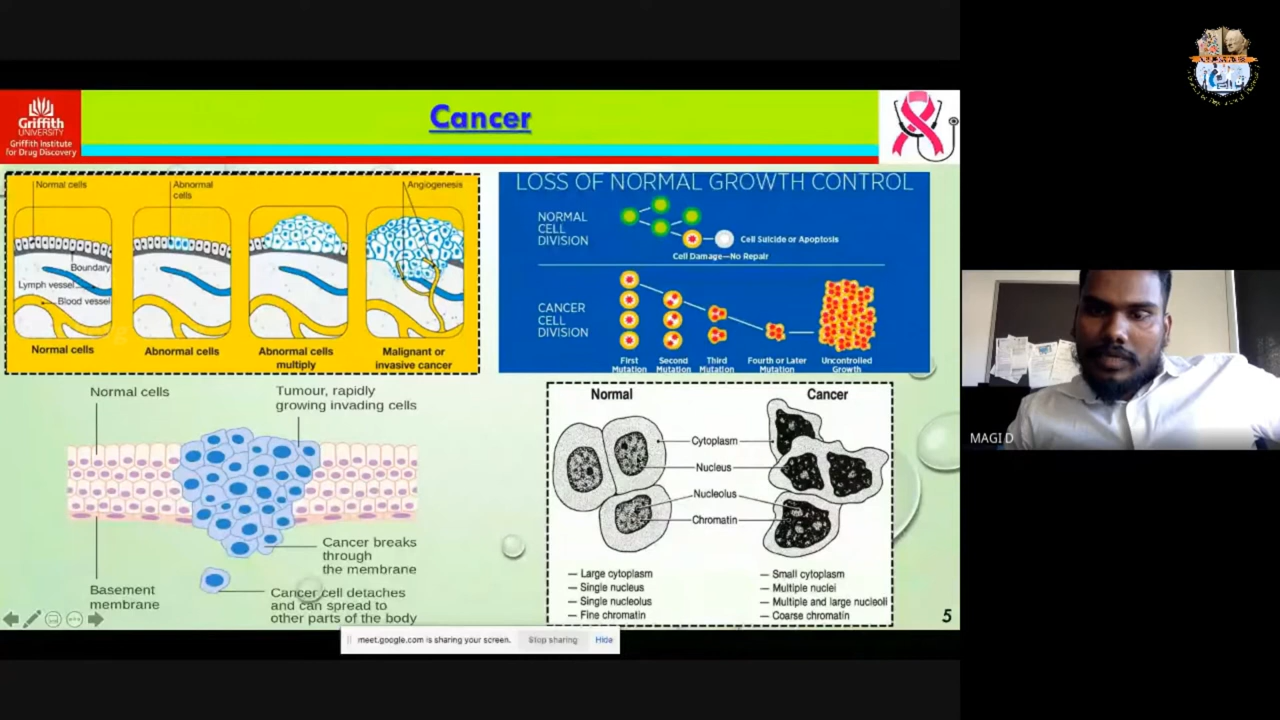 Griffith
UNIVERSITY
Griffith Institute
for Drug Discovery
Cancer
Normal cells
Abnormal
cells
Angiogenesis
Boundary
Lymph vessel
Blood vessel
Normal cells
Abnormal cells
Abnormal cells
multiply
Malignant or
invasive cancer
LOSS OF NORMAL GROWTH CONTROL
NORMAL
CELL
DIVISION
Cell Suicide or Apoptosis
Cell Damage—No Repair
CANCER
CELL
DIVISION
First
Mutation
Second
Mutation
Third
Mutation
Fourth or Later
Mutation
Uncontrolled
Growth
Normal cells
Tumour, rapidly
growing invading cells
Cancer breaks
through
the membrane
Basement
membrane
Cancer cell detaches
and can spread to
other parts of the body
Normal
Cancer
Cytoplasm
Nucleus
Nucleolus
Chromatin
— Large cytoplasm
— Single nucleus
— Single nucleolus
— Fine chromatin
— Small cytoplasm
— Multiple nuclei
— Multiple and large nucleoli
— Coarse chromatin
5
meet.google.com is sharing your screen.
Stop sharing
Hide
MAGI D